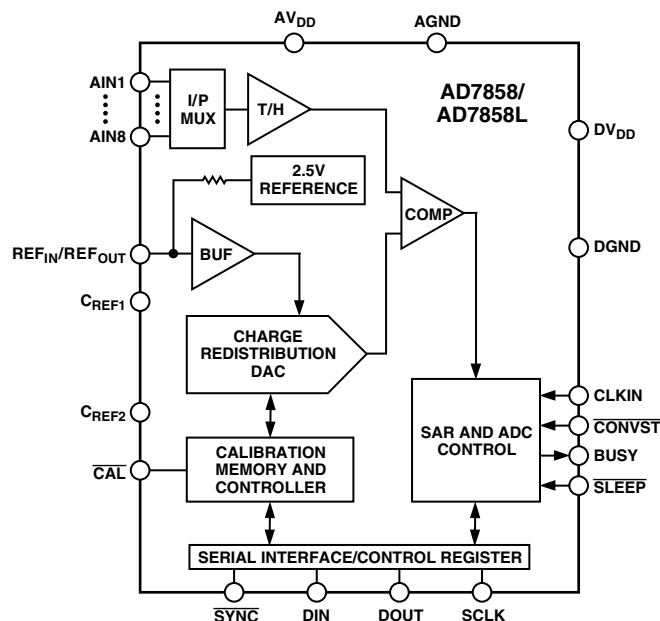 AVDD
AGND
AIN1
AIN8
I/P
MUX
T/H
AD7858/
AD7858L
DVDD
2.5V
REFERENCE
COMP
REFIN/REFOUT
BUF
DGND
CREF1
CHARGE
REDISTRIBUTION
DAC
CREF2
CAL
CALIBRATION
MEMORY AND
CONTROLLER
SAR AND ADC
CONTROL
CLKIN
CONVST
BUSY
SLEEP
SERIAL INTERFACE/CONTROL REGISTER
SYNC
DIN
DOUT
SCLK